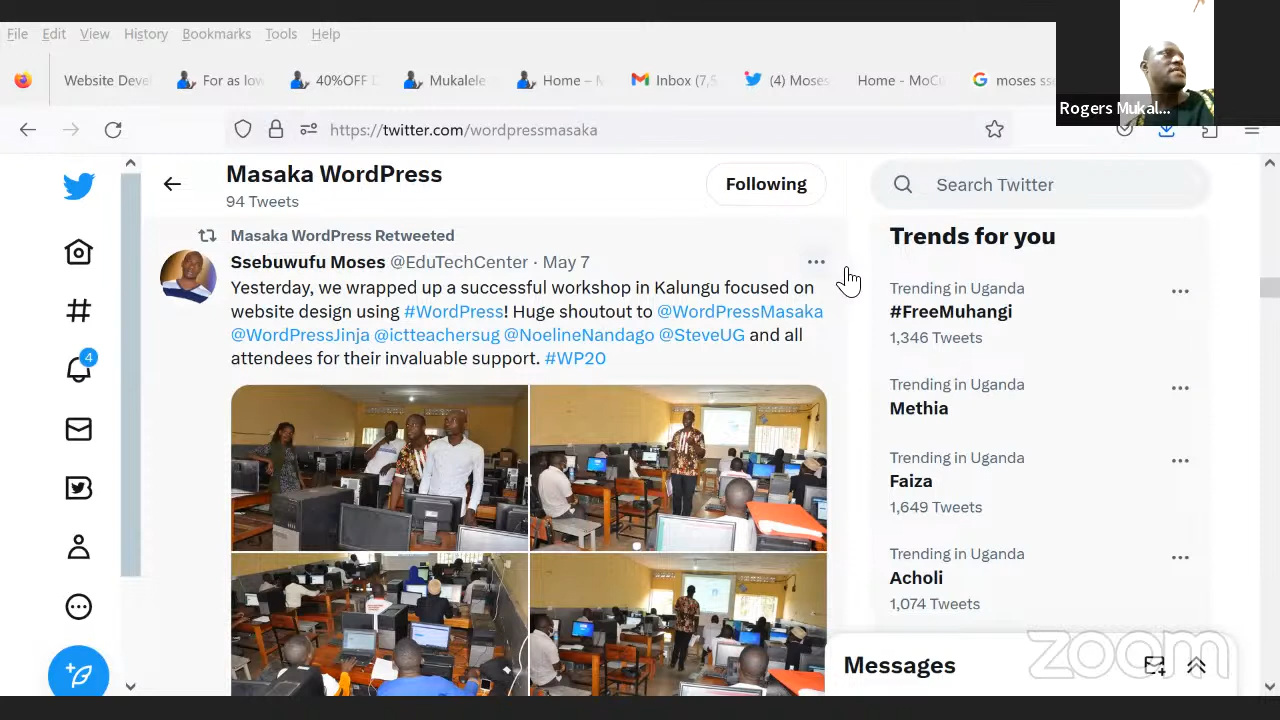 File Edit View History Bookmarks Tools Help
Website Deve For as low 40%OFF Mukalele Home – Inbox (7,5 (4) Moses Home - MoCu moses ss
Rogers Mukal...
https://twitter.com/wordpressmasaka
Masaka WordPress
94 Tweets
Following
Search Twitter
Masaka WordPress Retweeted
Ssebuwufu Moses @EduTechCenter · May 7
Yesterday, we wrapped up a successful workshop in Kalungu focused on
website design using #WordPress! Huge shoutout to @WordPressMasaka
@WordPressJinja @ictteachersug @NoelineNandago @SteveUG and all
attendees for their invaluable support. #WP20
4
Trends for you
Trending in Uganda
#FreeMuhangi
1,346 Tweets
Trending in Uganda
Methia
Trending in Uganda
Faiza
1,649 Tweets
Trending in Uganda
Acholi
1,074 Tweets
Messages
zoom